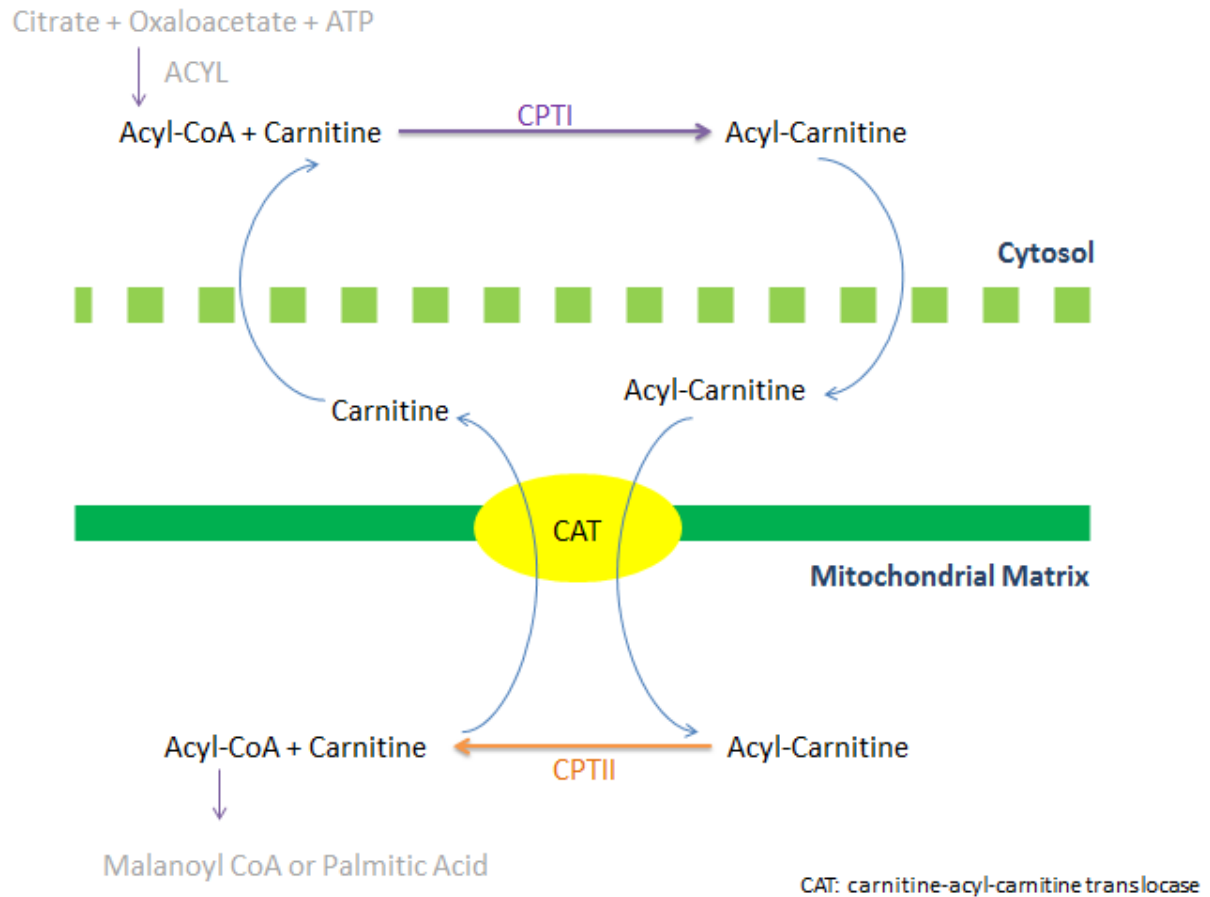 Citrate + Oxaloacetate + ATP
ACYL
CPTI
Acyl-CoA + Carnitine
Acyl-Carnitine
Cytosol
Carnitine
Acyl-Carnitine
CAT
Mitochondrial Matrix
Acyl-CoA + Carnitine
Acyl-Carnitine
CPTII
Malanoyl CoA or Palmitic Acid
CAT: carnitine-acyl-carnitine translocase